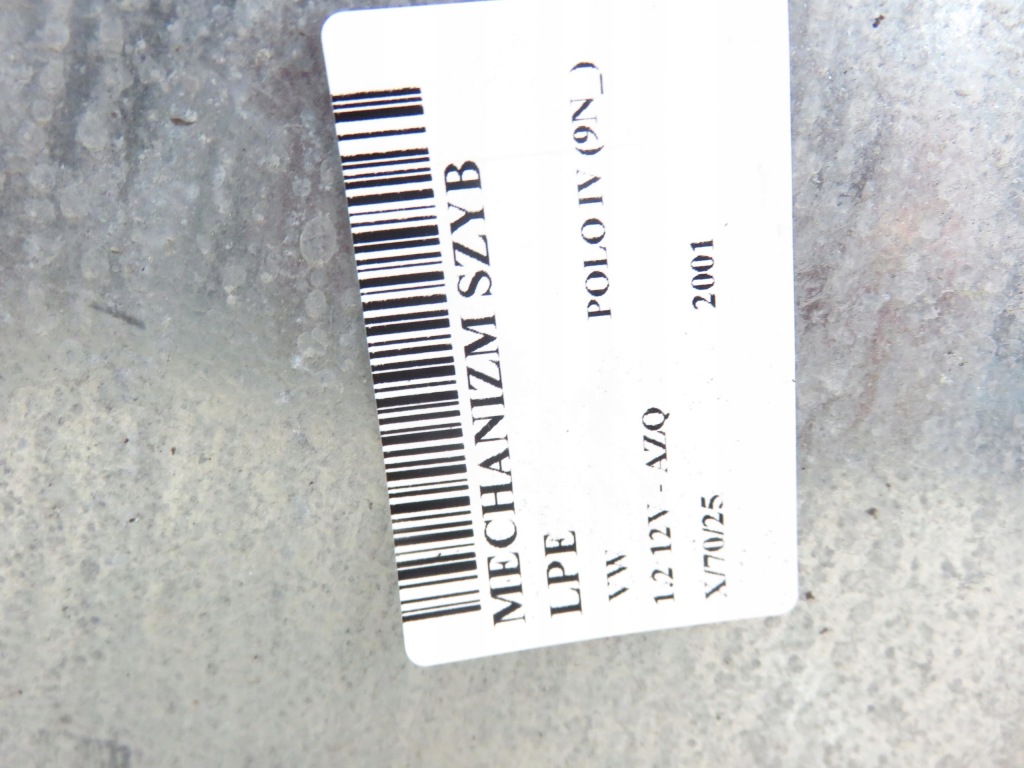 MECHANIZM SZYB
LPE
VW POLO IV (9N_)
1.2 12V - AZQ
X/70/25 2001